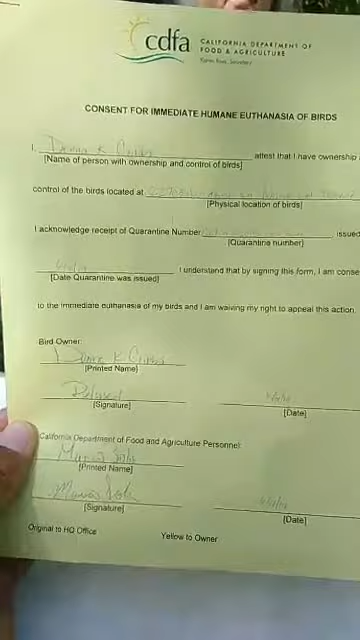 cdfa
CALIFORNIA DEPARTMENT OF
FOOD & AGRICULTURE
Karen Ross, Secretary
CONSENT FOR IMMEDIATE HUMANE EUTHANASIA OF BIRDS
I, attest that I have ownership
[Name of person with ownership and control of birds]
control of the birds located at
[Physical location of birds]
I acknowledge receipt of Quarantine Number issued
[Quarantine number]
I understand that by signing this form, I am conse
[Date Quarantine was issued]
to the immediate euthanasia of my birds and I am waiving my right to appeal this action.
Bird Owner:
K
[Printed Name]
[Signature] [Date]
California Department of Food and Agriculture Personnel:
[Printed Name]
[Signature] [Date]
Original to HQ Office Yellow to Owner